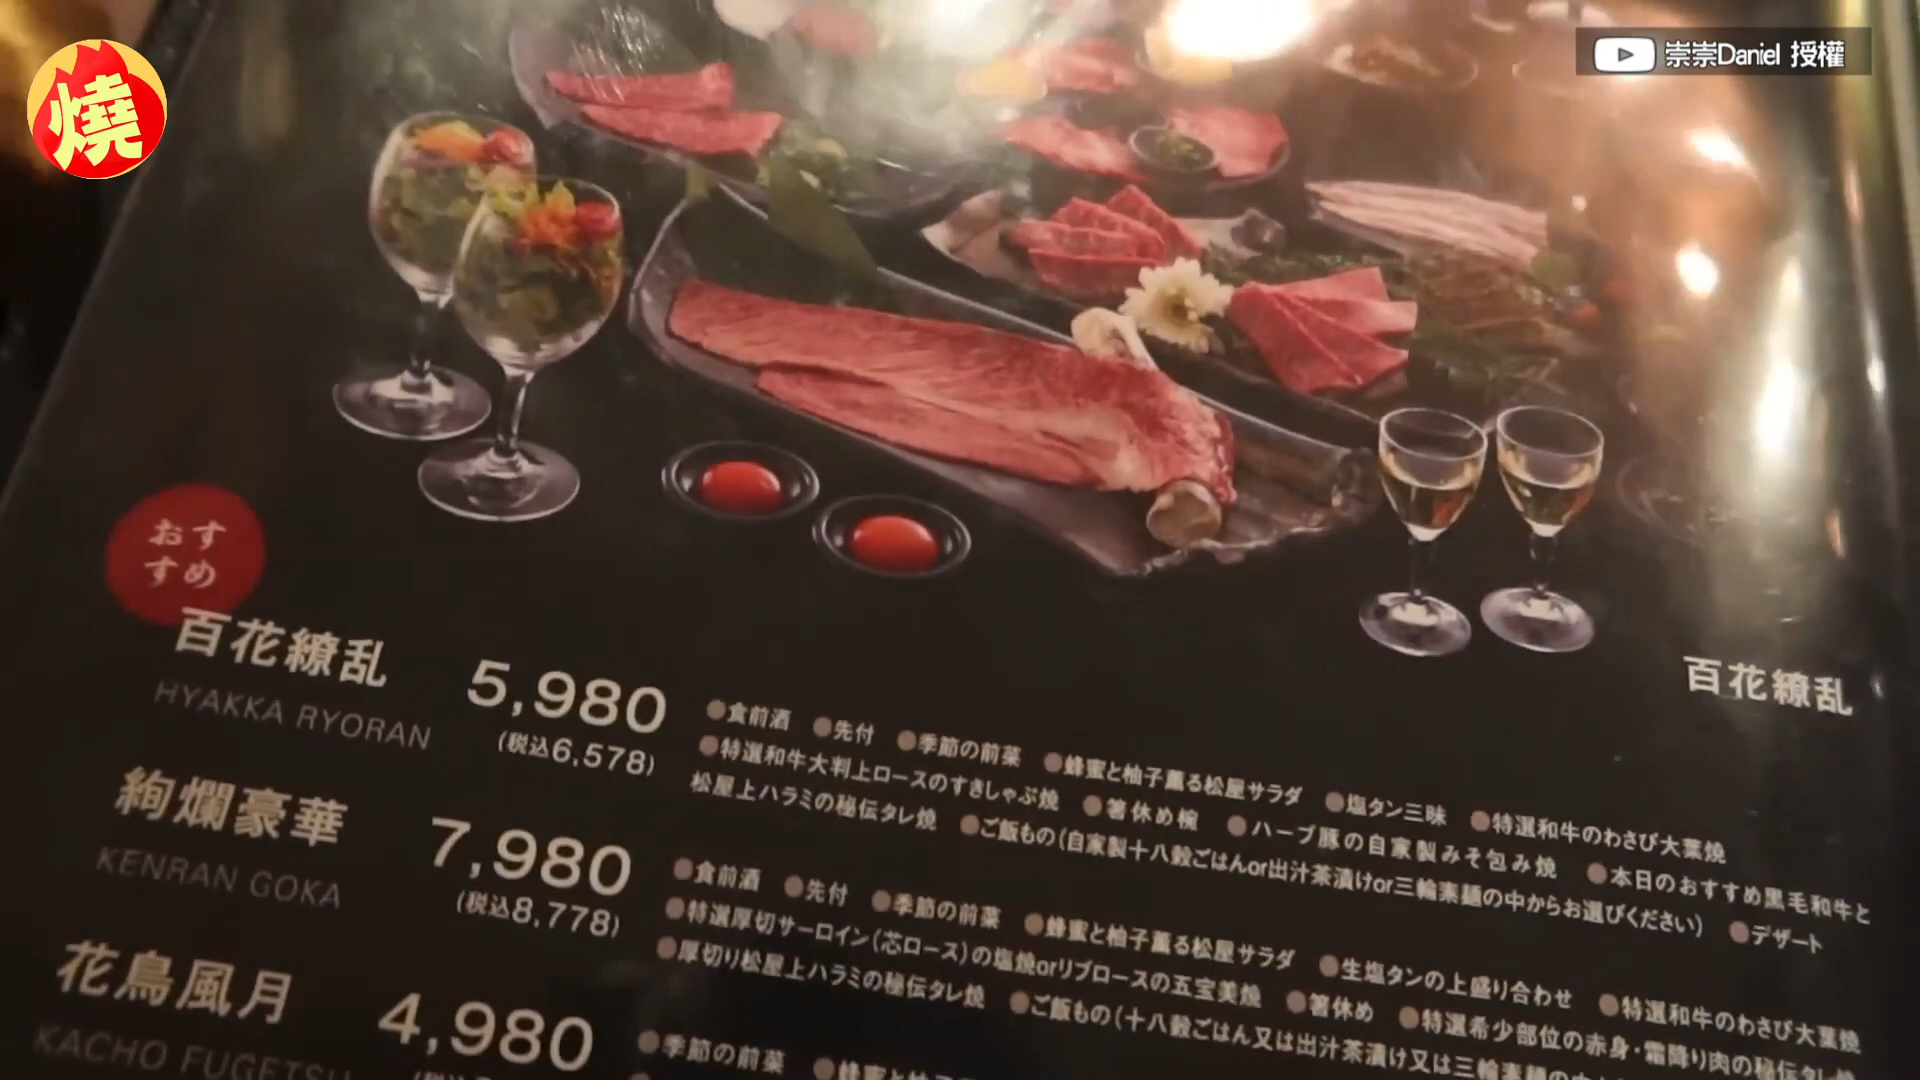 燒
崇崇Daniel 授權
おす
すめ
百花繚乱
百花繚乱 5,980
HYAKKA RYORAN (税込6,578)
●食前酒 ●先付 ●季節の前菜 ●蜂蜜と柚子薫る松屋サラダ ●塩タン三味 ●特選和牛のわさび大葉焼
●特選和牛大判上ロースのすきしゃぶ焼 ●箸休め椀 ●ハーブ豚の自家製みそ包み焼 ●本日のおすすめ黒毛和牛と
松屋上ハラミの秘伝タレ焼 ●ご飯もの(自家製十八穀ごはんor出汁茶漬けor三輪素麺の中からお選びください) ●デザート
絢爛豪華 7,980
KENRAN GOKA (税込8,778)
●食前酒 ●先付 ●季節の前菜 ●蜂蜜と柚子薫る松屋サラダ ●生塩タンの上盛り合わせ ●特選和牛のわさび大葉焼
●特選厚切サーロイン(芯ロース)の塩焼orリブロースの五宝美焼 ●箸休め ●特選希少部位の赤身・霜降り肉の秘伝タレ焼
●厚切り松屋上ハラミの秘伝タレ焼 ●ご飯もの(十八穀ごはん又は出汁茶漬け又は三輪素麺の中
花鳥風月 4,980
KACHO FUGETSU
●季節の前菜